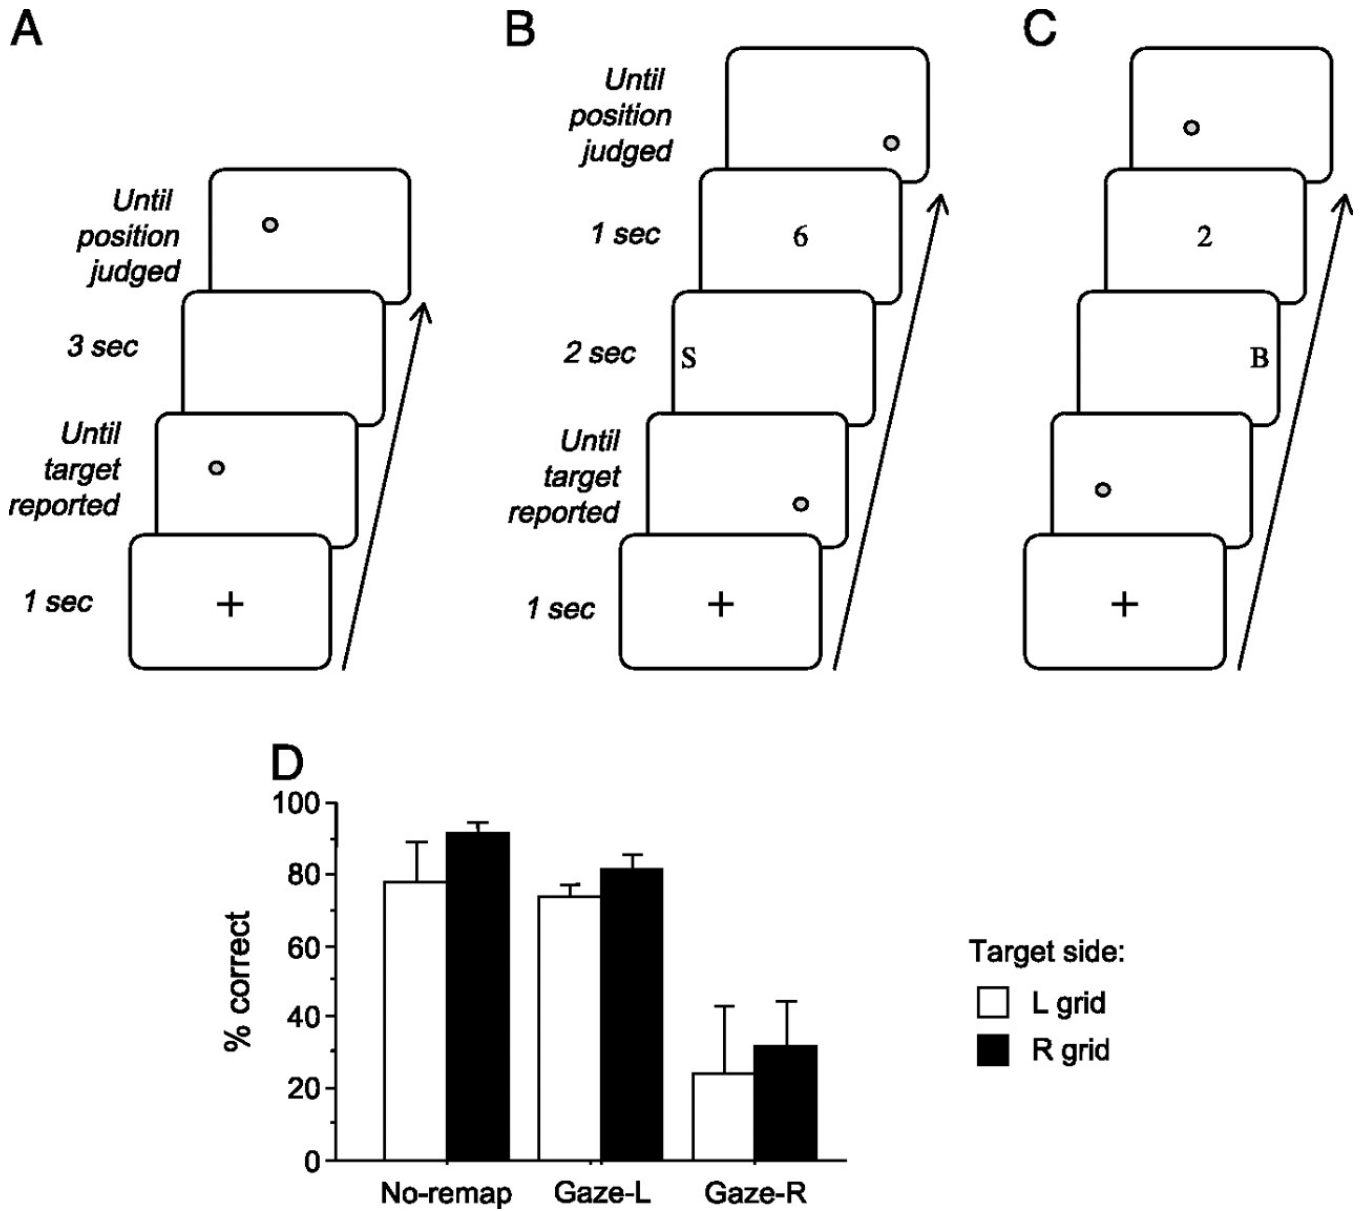 A
Until
position
judged
3 sec
Until
target
reported
1 sec
+
B
Until
position
judged
1 sec
6
2 sec
S
Until
target
reported
1 sec
+
C
2
B
+
D
% correct
100
80
60
40
20
0
No-remap
Gaze-L
Gaze-R
Target side:
L grid
R grid